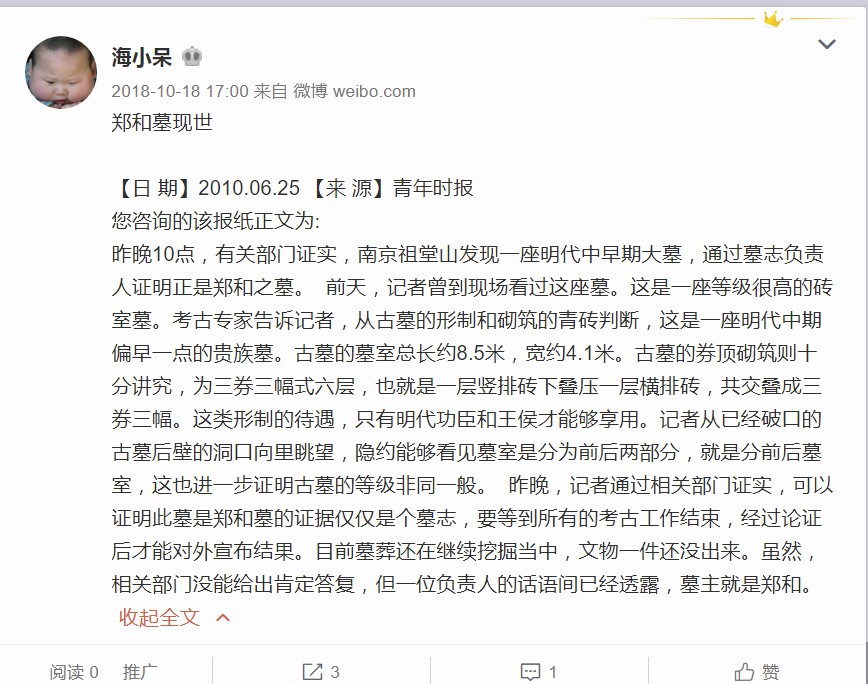 海小呆
2018-10-18 17:00 来自 微博 weibo.com
郑和墓现世
【日 期】2010.06.25 【来 源】青年时报
您咨询的该报纸正文为:
昨晚10点，有关部门证实，南京祖堂山发现一座明代中早期大墓，通过墓志负责
人证明正是郑和之墓。 前天，记者曾到现场看过这座墓。这是一座等级很高的砖
室墓。考古专家告诉记者，从古墓的形制和砌筑的青砖判断，这是一座明代中期
偏早一点的贵族墓。古墓的墓室总长约8.5米，宽约4.1米。古墓的券顶砌筑则十
分讲究，为三券三幅式六层，也就是一层竖排砖下叠压一层横排砖，共交叠成三
券三幅。这类形制的待遇，只有明代功臣和王侯才能够享用。记者从已经破口的
古墓后壁的洞口向里眺望，隐约能够看见墓室是分为前后两部分，就是分前后墓
室，这也进一步证明古墓的等级非同一般。 昨晚，记者通过相关部门证实，可以
证明此墓是郑和墓的证据仅仅是个墓志，要等到所有的考古工作结束，经过论证
后才能对外宣布结果。目前墓葬还在继续挖掘当中，文物一件还没出来。虽然，
相关部门没能给出肯定答复，但一位负责人的话语间已经透露，墓主就是郑和。
收起全文
阅读 0 推广 3 1 赞